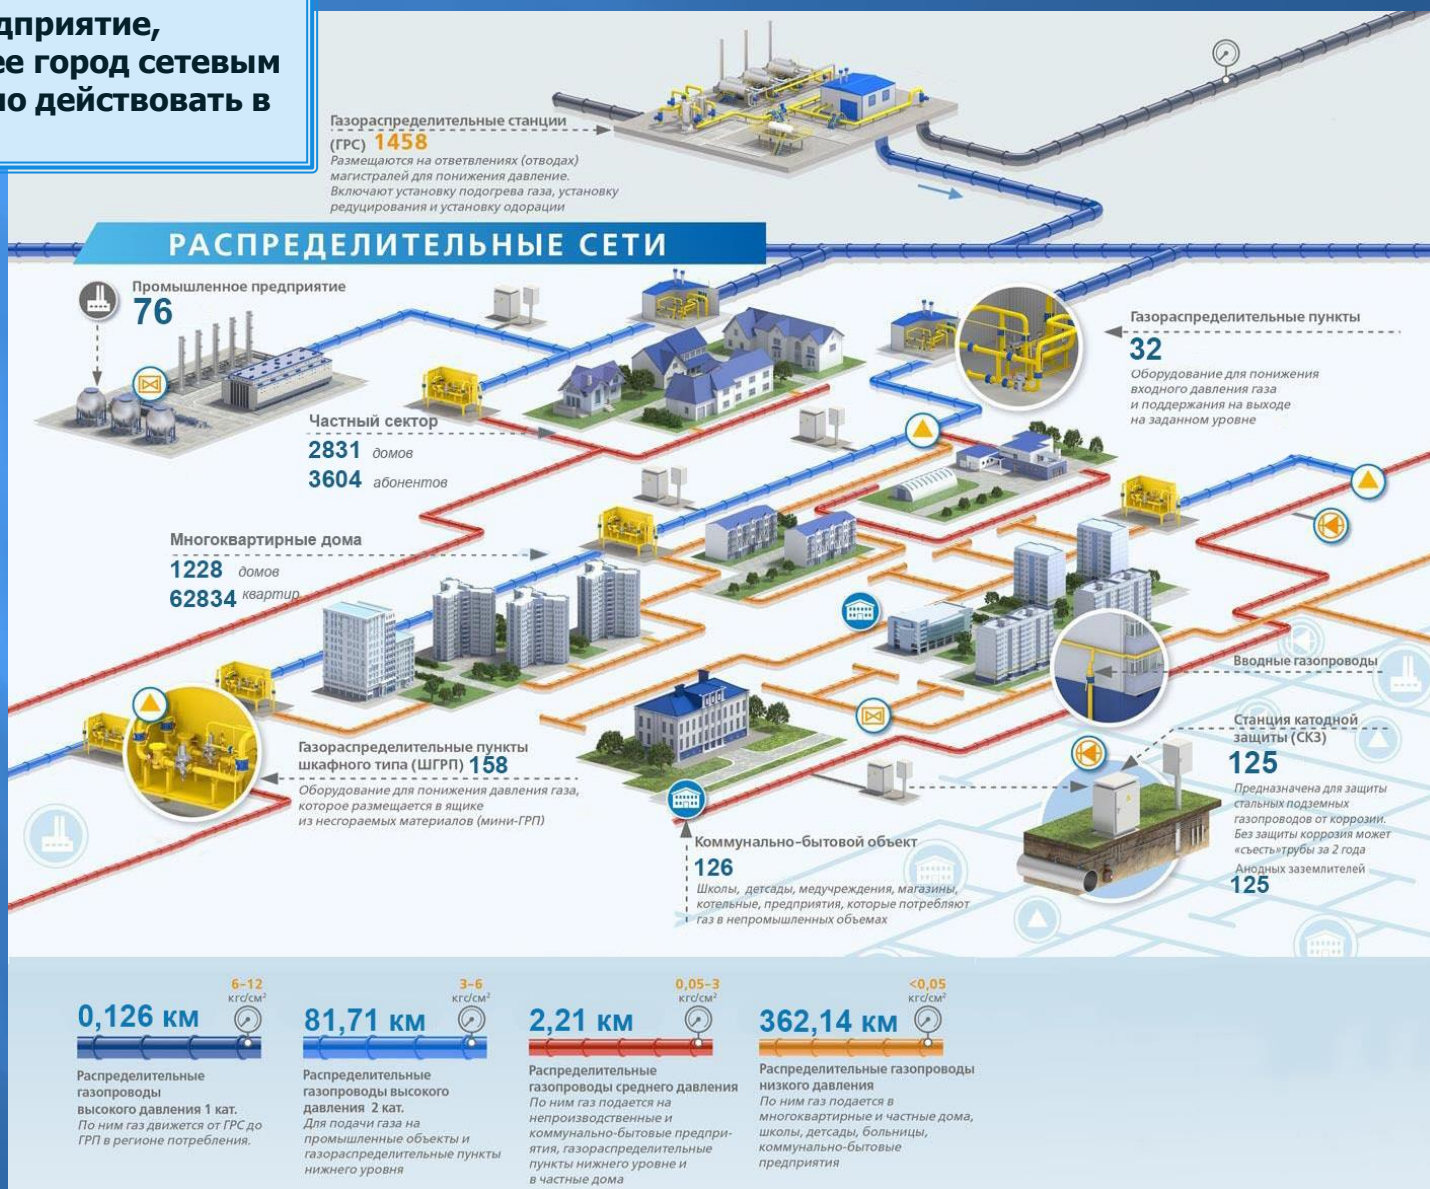 дприятие,
ее город сетевым
но действовать в
Газораспределительные станции
(ГРС) 1458
Размещаются на ответвлениях (отводах)
магистралей для понижения давление.
Включают установку подогрева газа, установку
редуцирования и установку одорации
РАСПРЕДЕЛИТЕЛЬНЫЕ СЕТИ
Промышленное предприятие
76
Газораспределительные пункты
32
Оборудование для понижения
входного давления газа
и поддержания на выходе
на заданном уровне
Частный сектор
2831 домов
3604 абонентов
Многоквартирные дома
1228 домов
62834 квартир
Вводные газопроводы
Станция катодной
защиты (СКЗ)
125
Предназначена для защиты
стальных подземных
газопроводов от коррозии.
Без защиты коррозия может
«съесть»трубы за 2 года
Анодных заземлителей
125
Газораспределительные пункты
шкафного типа (ШГРП) 158
Оборудование для понижения давления газа,
которое размещается в ящике
из несгораемых материалов (мини-ГРП)
Коммунально-бытовой объект
126
Школы, детсады, медучреждения, магазины,
котельные, предприятия, которые потребляют
газ в непромышленных объемах
0,126 км
6–12
кгс/см²
Распределительные
газопроводы
высокого давления 1 кат.
По ним газ движется от ГРС до
ГРП в регионе потребления.
81,71 км
3–6
кгс/см²
Распределительные
газопроводы высокого
давления 2 кат.
Для подачи газа на
промышленные объекты и
газораспределительные пункты
нижнего уровня
2,21 км
0,05–3
кгс/см²
Распределительные
газопроводы среднего давления
По ним газ подается на
непроизводственные и
коммунально-бытовые предпри-
ятия, газораспределительные
пункты нижнего уровне и
в частные дома
362,14 км
<0,05
кгс/см²
Распределительные газопроводы
низкого давления
По ним газ подается в
многоквартирные и частные дома,
школы, детсады, больницы,
коммунально-бытовые
предприятия